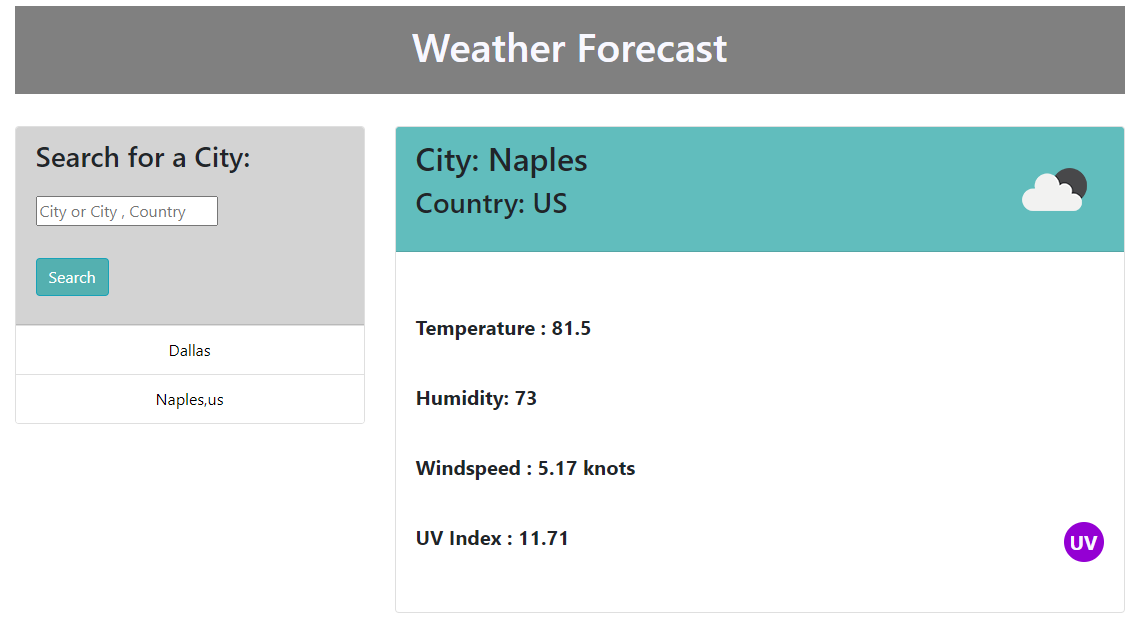 Weather Forecast
Search for a City:
City or City , Country
Search
Dallas
Naples,us
City: Naples
Country: US
Temperature : 81.5
Humidity: 73
Windspeed : 5.17 knots
UV Index : 11.71
UV